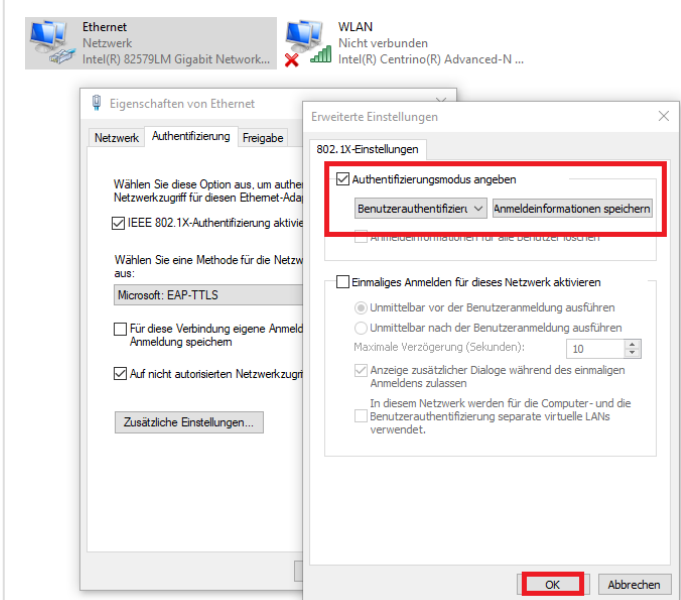 Ethernet
Netzwerk
Intel(R) 82579LM Gigabit Network...
WLAN
Nicht verbunden
Intel(R) Centrino(R) Advanced-N ...
Eigenschaften von Ethernet
Netzwerk Authentifizierung Freigabe
Wählen Sie diese Option aus, um authe
Netzwerkzugriff für diesen Ethernet-Ada
IEEE 802.1X-Authentifizierung aktivie
Wählen Sie eine Methode für die Netzw
aus:
Microsoft: EAP-TTLS
Für diese Verbindung eigene Anmeld
Anmeldung speichern
Auf nicht autorisierten Netzwerkzugri
Zusätzliche Einstellungen...
Erweiterte Einstellungen
802.1X-Einstellungen
Authentifizierungsmodus angeben
Benutzerauthentifizieru Anmeldeinformationen speichern
Anmeldeinformationen für alle Benutzer löschen
Einmaliges Anmelden für dieses Netzwerk aktivieren
Unmittelbar vor der Benutzeranmeldung ausführen
Unmittelbar nach der Benutzeranmeldung ausführen
Maximale Verzögerung (Sekunden): 10
Anzeige zusätzlicher Dialoge während des einmaligen
Anmeldens zulassen
In diesem Netzwerk werden für die Computer- und die
Benutzerauthentifizierung separate virtuelle LANs
verwendet.
OK Abbrechen